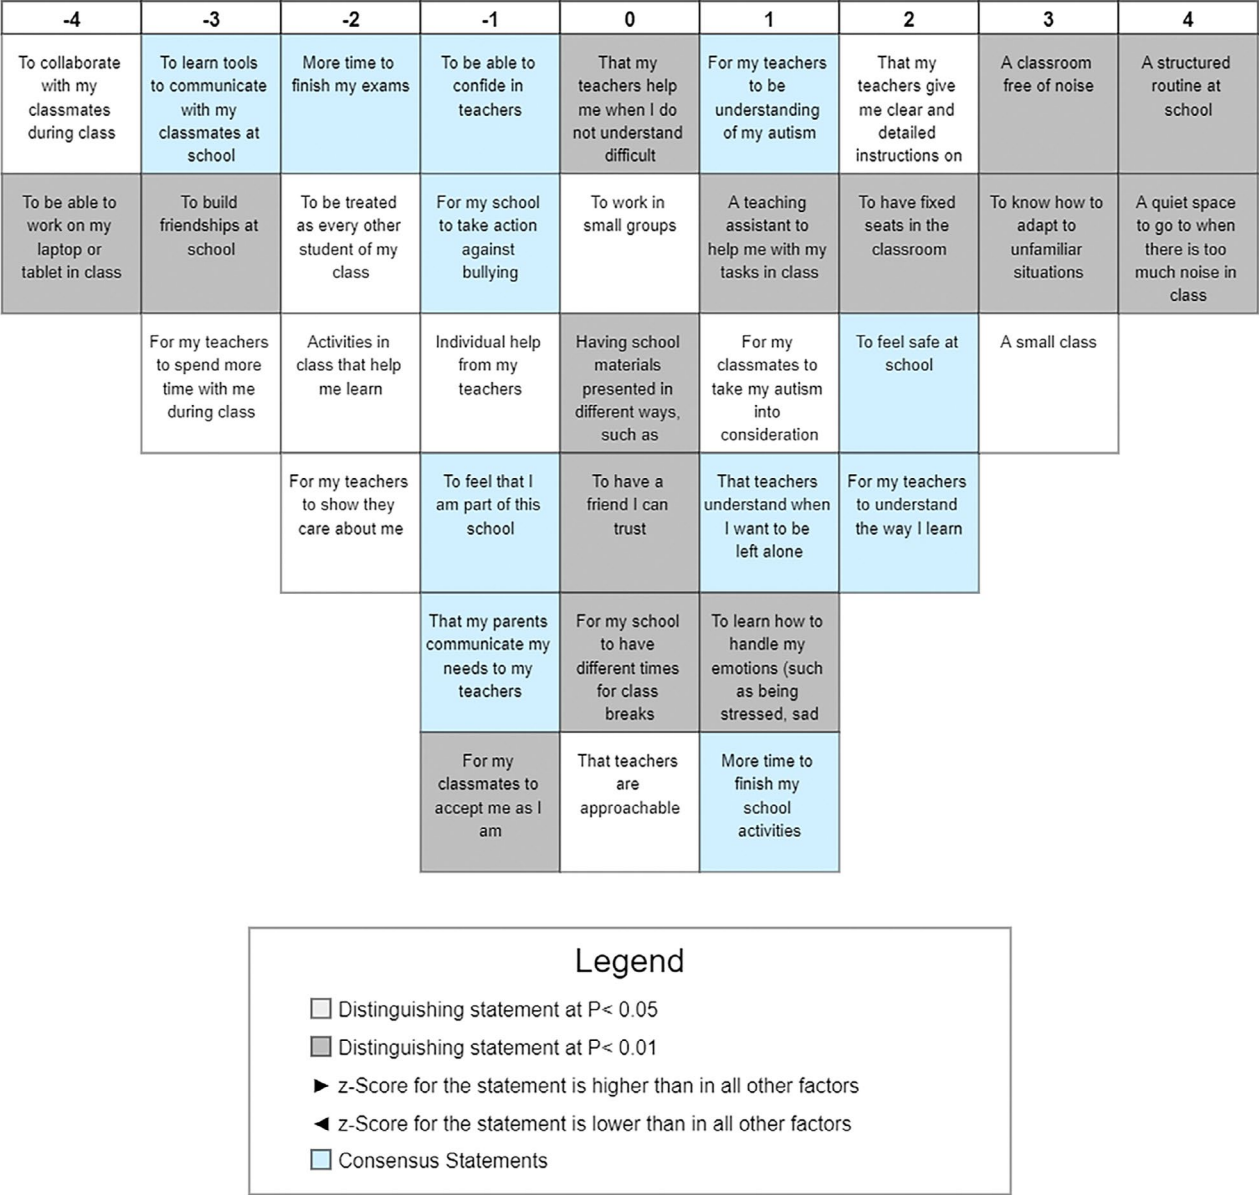 -4
-3
-2
-1
0
1
2
3
4
To collaborate
with my
classmates
during class
To learn tools
to communicate
with my
classmates at
school
More time to
finish my exams
To be able to
confide in
teachers
That my
teachers help
me when I do
not understand
difficult
For my teachers
to be
understanding
of my autism
That my
teachers give
me clear and
detailed
instructions on
A classroom
free of noise
A structured
routine at
school
To be able to
work on my
laptop or
tablet in class
To build
friendships at
school
To be treated
as every other
student of my
class
For my school
to take action
against
bullying
To work in
small groups
A teaching
assistant to
help me with my
tasks in class
To have fixed
seats in the
classroom
To know how to
adapt to
unfamiliar
situations
A quiet space
to go to when
there is too
much noise in
class
For my teachers
to spend more
time with me
during class
Activities in
class that help
me learn
Individual help
from my
teachers
Having school
materials
presented in
different ways,
such as
For my
classmates to
take my autism
into
consideration
To feel safe at
school
A small class
For my teachers
to show they
care about me
To feel that I
am part of this
school
To have a
friend I can
trust
That teachers
understand when
I want to be
left alone
For my teachers
to understand
the way I learn
That my parents
communicate my
needs to my
teachers
For my school
to have
different times
for class
breaks
To learn how to
handle my
emotions (such
as being
stressed, sad
For my
classmates to
accept me as I
am
That teachers
are
approachable
More time to
finish my
school
activities
Legend
Distinguishing statement at P< 0.05
Distinguishing statement at P< 0.01
► z-Score for the statement is higher than in all other factors
◄ z-Score for the statement is lower than in all other factors
Consensus Statements